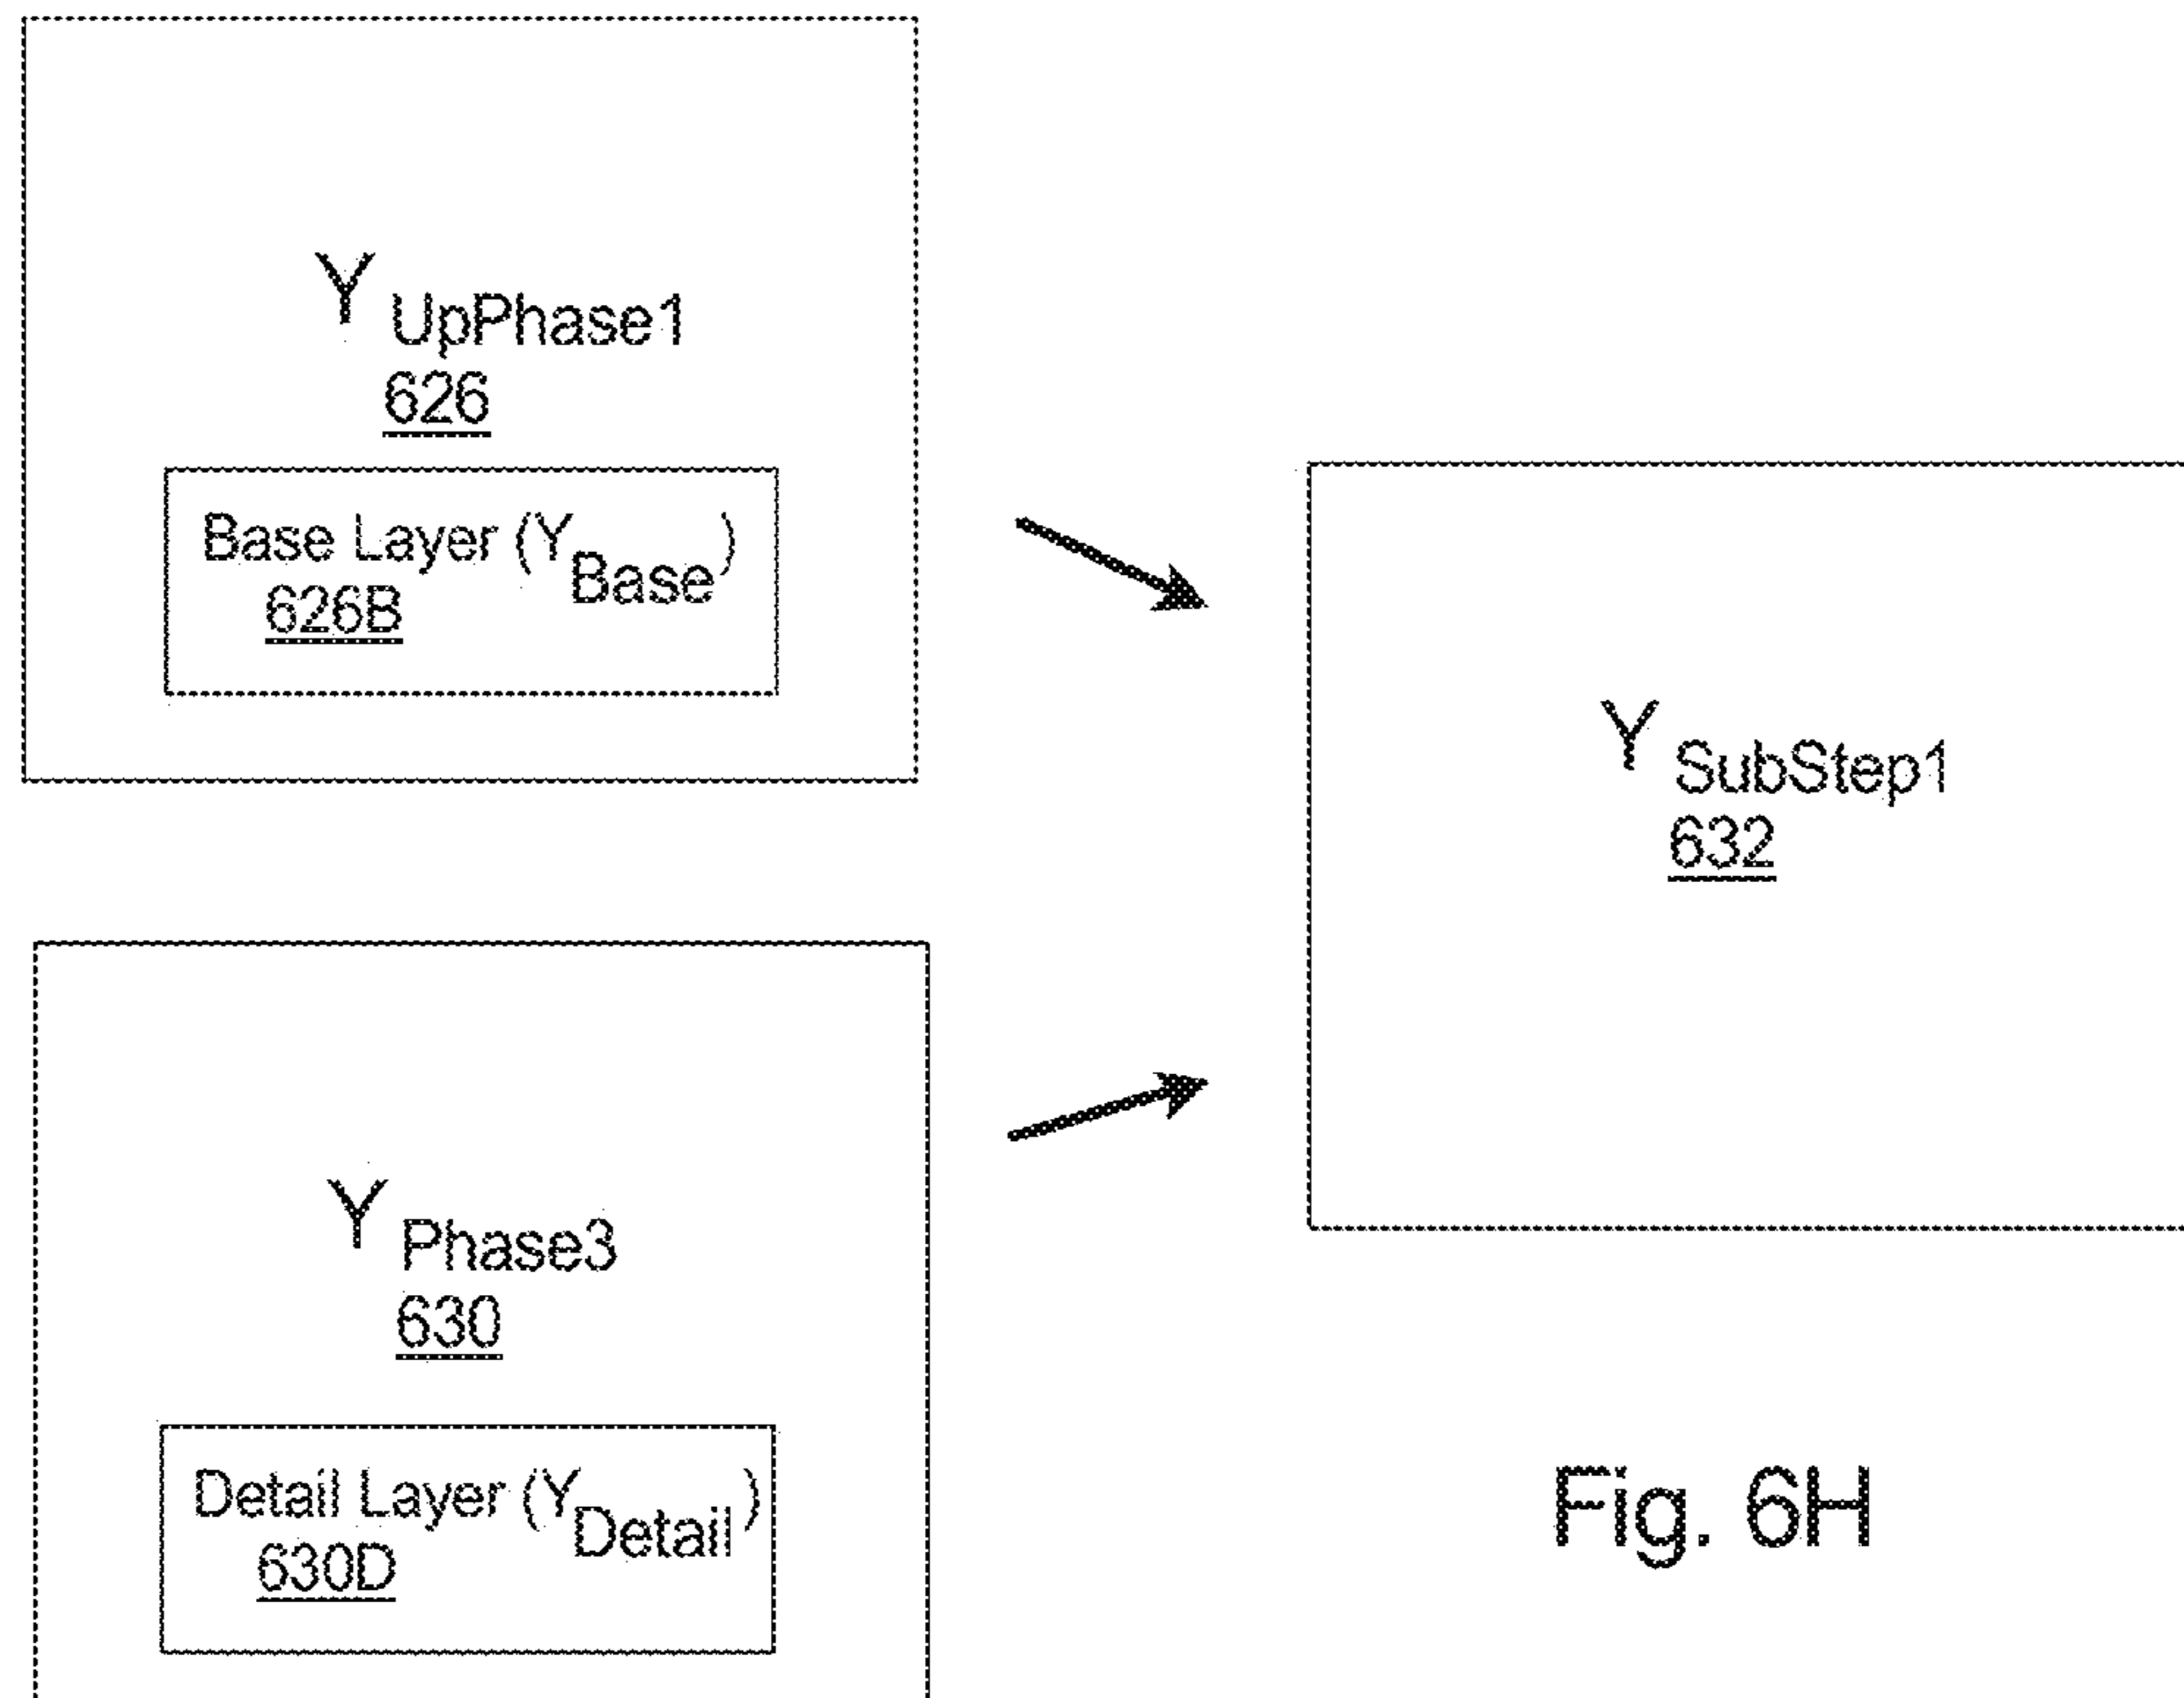 Y UpPhase1
626
Base Layer (Y Base)
626B
Y SubStep1
632
Y Phase3
630
Detail Layer (Y Detail)
630D
Fig. 6H